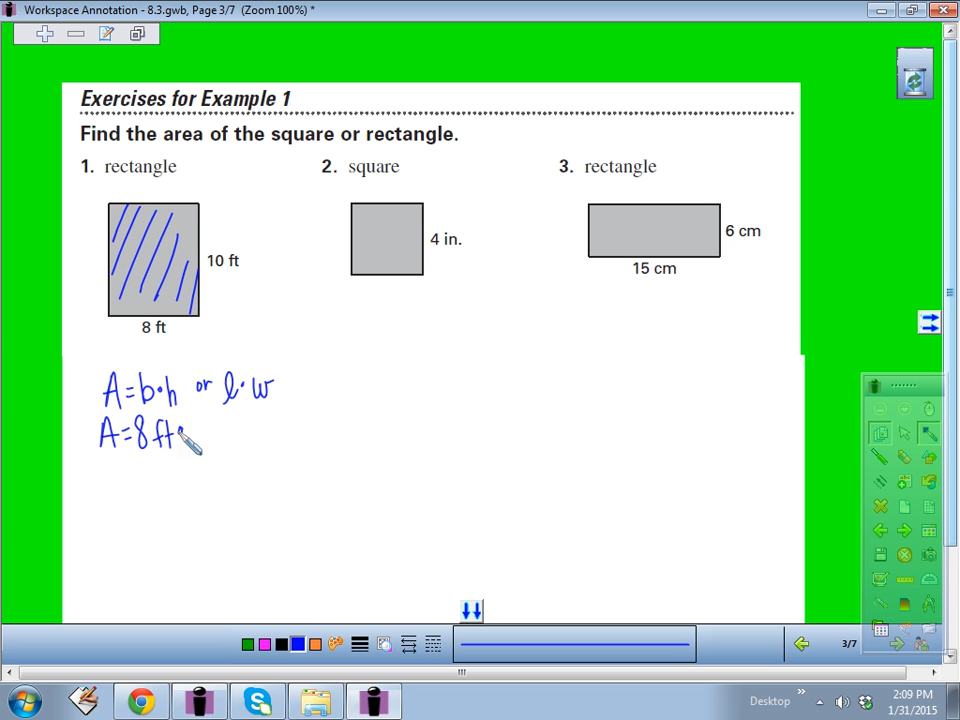 Workspace Annotation - 8.3.gwb, Page 3/7 (Zoom 100%) *
Exercises for Example 1
Find the area of the square or rectangle.
1. rectangle
2. square
3. rectangle
10 ft
8 ft
4 in.
6 cm
15 cm
A=b·h or l·w
A=8ft·
3/7
Desktop
2:09 PM
1/31/2015